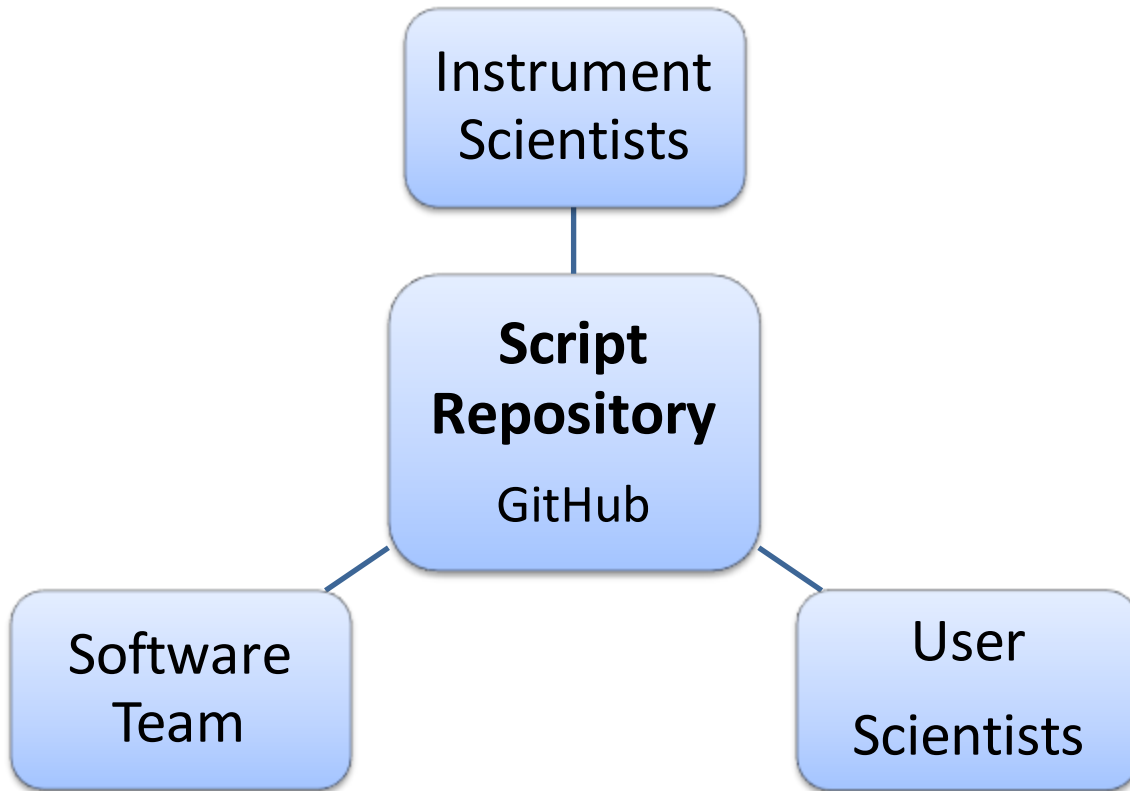 Instrument
Scientists
Script
Repository
GitHub
Software
Team
User
Scientists